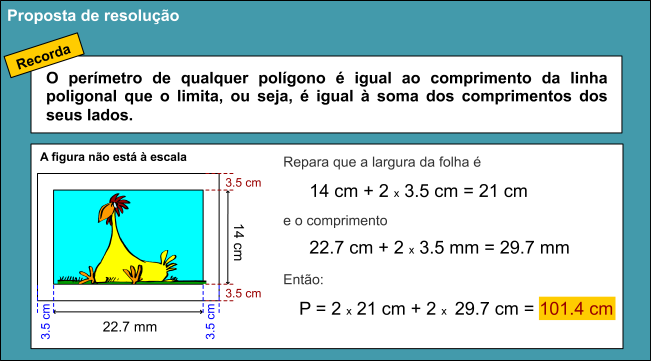 Proposta de resolução
Recorda
O perímetro de qualquer polígono é igual ao comprimento da linha
poligonal que o limita, ou seja, é igual à soma dos comprimentos dos
seus lados.
A figura não está à escala
3.5 cm
14 cm
3.5 cm
3.5 cm
22.7 mm
3.5 cm
Repara que a largura da folha é
14 cm + 2 x 3.5 cm = 21 cm
e o comprimento
22.7 cm + 2 x 3.5 mm = 29.7 mm
Então:
P = 2 x 21 cm + 2 x 29.7 cm = 101.4 cm